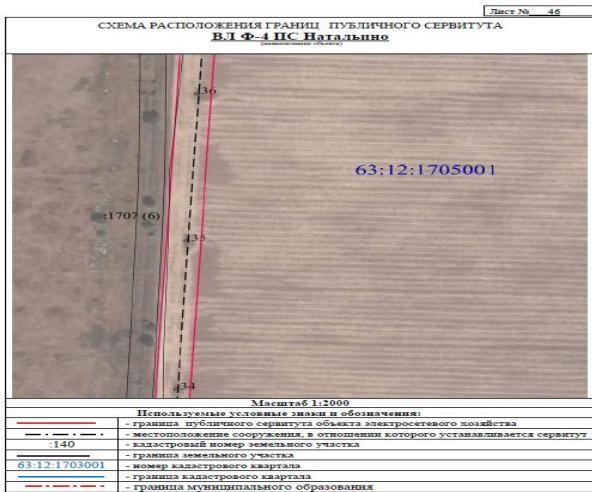 Лист № 46
СХЕМА РАСПОЛОЖЕНИЯ ГРАНИЦ ПУБЛИЧНОГО СЕРВИТУТА
ВЛ Ф-4 ПС Натальино
(наименование объекта)
36
63:12:1705001
:1707 (6)
35
34
Масштаб 1:2000
Используемые условные знаки и обозначения:
- граница публичного сервитута объекта электросетевого хозяйства
- местоположение сооружения, в отношении которого устанавливается сервитут
:140 - кадастровый номер земельного участка
- граница земельного участка
63:12:1703001 - номер кадастрового квартала
- граница кадастрового квартала
- граница муниципального образования